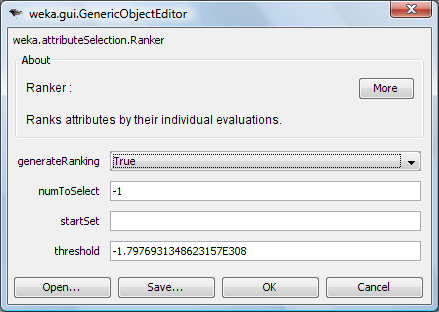 weka.gui.GenericObjectEditor
weka.attributeSelection.Ranker
About
Ranker :
More
Ranks attributes by their individual evaluations.
generateRanking True
numToSelect -1
startSet
threshold -1.7976931348623157E308
Open... Save... OK Cancel